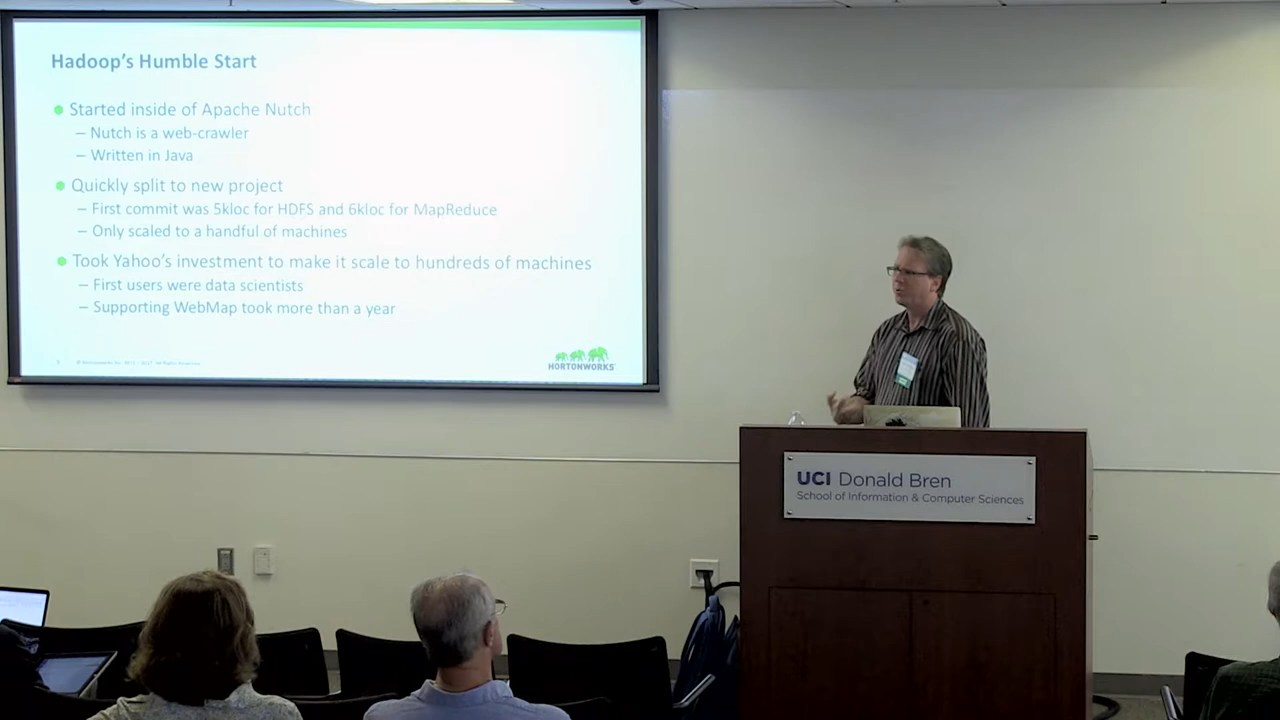 Hadoop's Humble Start
Started inside of Apache Nutch
– Nutch is a web-crawler
– Written in Java
Quickly split to new project
– First commit was 5kloc for HDFS and 6kloc for MapReduce
– Only scaled to a handful of machines
Took Yahoo's investment to make it scale to hundreds of machines
– First users were data scientists
– Supporting WebMap took more than a year
HORTONWORKS
UCI Donald Bren
School of Information & Computer Sciences